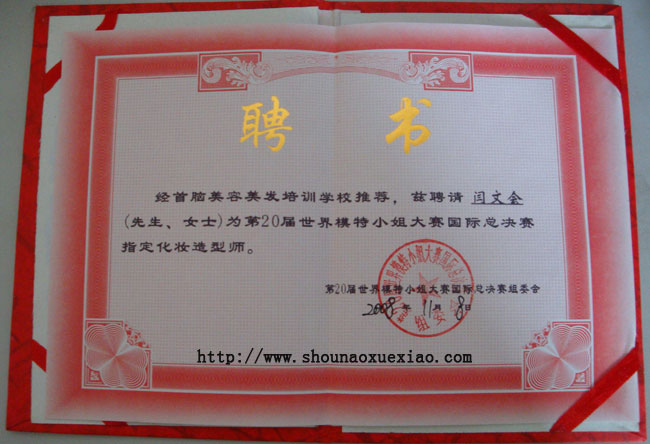 聘书
经首脑美容美发培训学校推荐，兹聘请 闫文会
(先生、女士)为第20届世界模特小姐大赛国际总决赛
指定化妆造型师。
第20届世界模特小姐大赛国际总决赛组委会
2008年 11月 8日
http://www.shounaoxuexiao.com